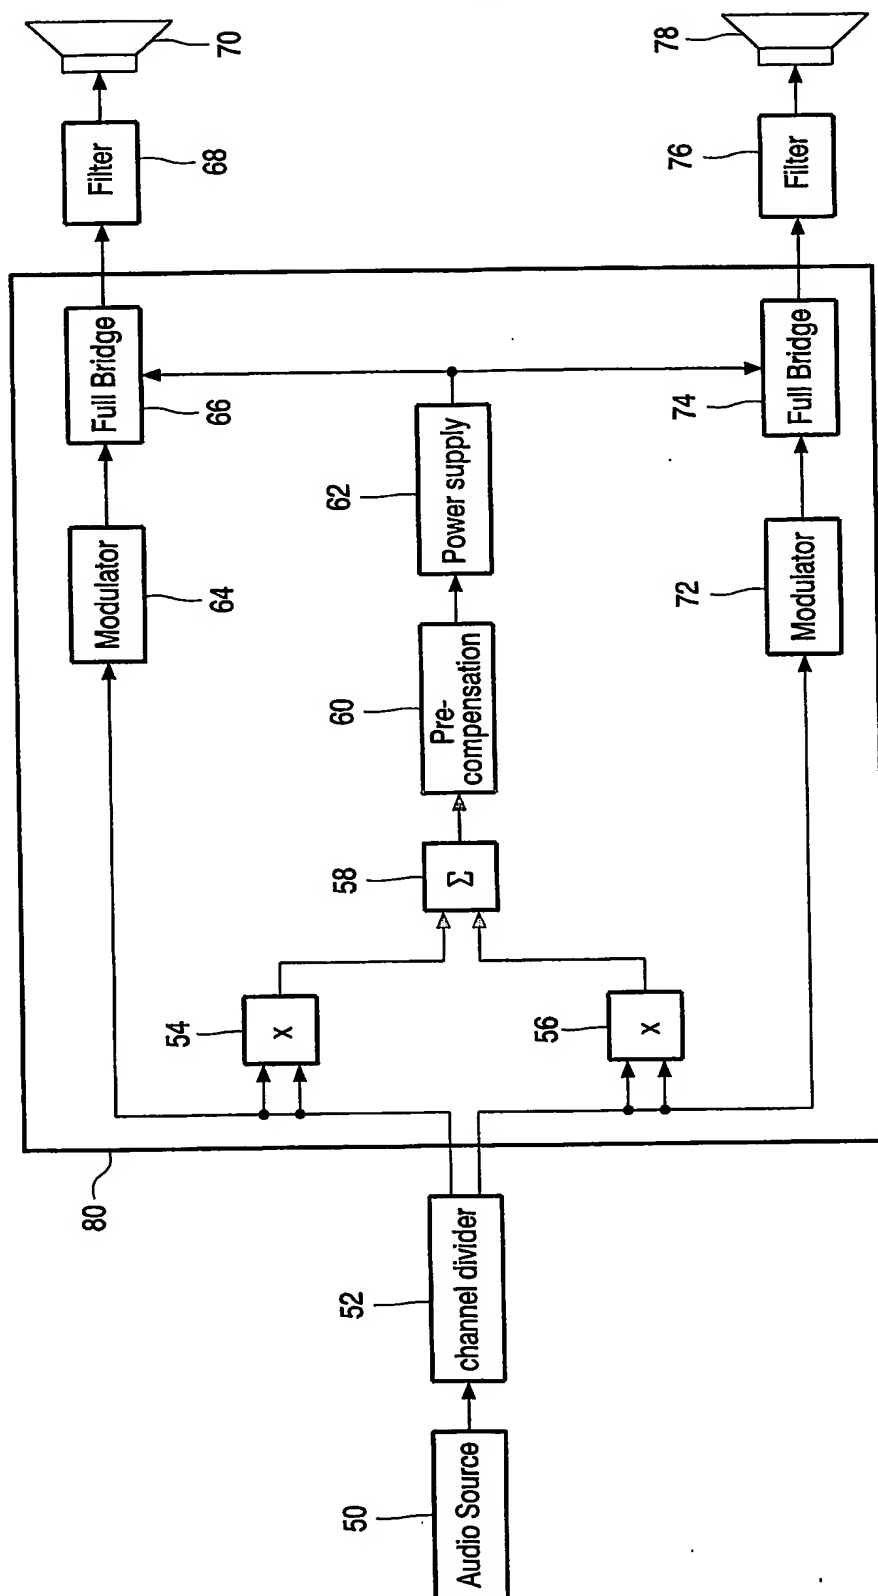 70
78
Filter
68
76
Filter
Full Bridge
66
74
Full Bridge
62
Power supply
Modulator
64
72
Modulator
60
Pre-
compensation
58
Σ
54
X
56
X
80
52
channel divider
50
Audio Source